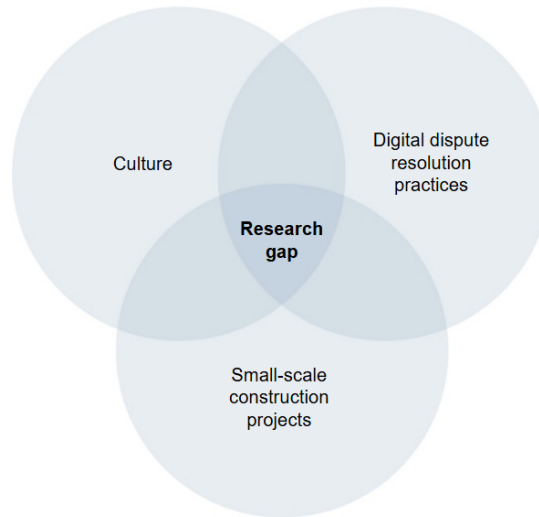 Culture
Digital dispute
resolution
practices
Research
gap
Small-scale
construction
projects